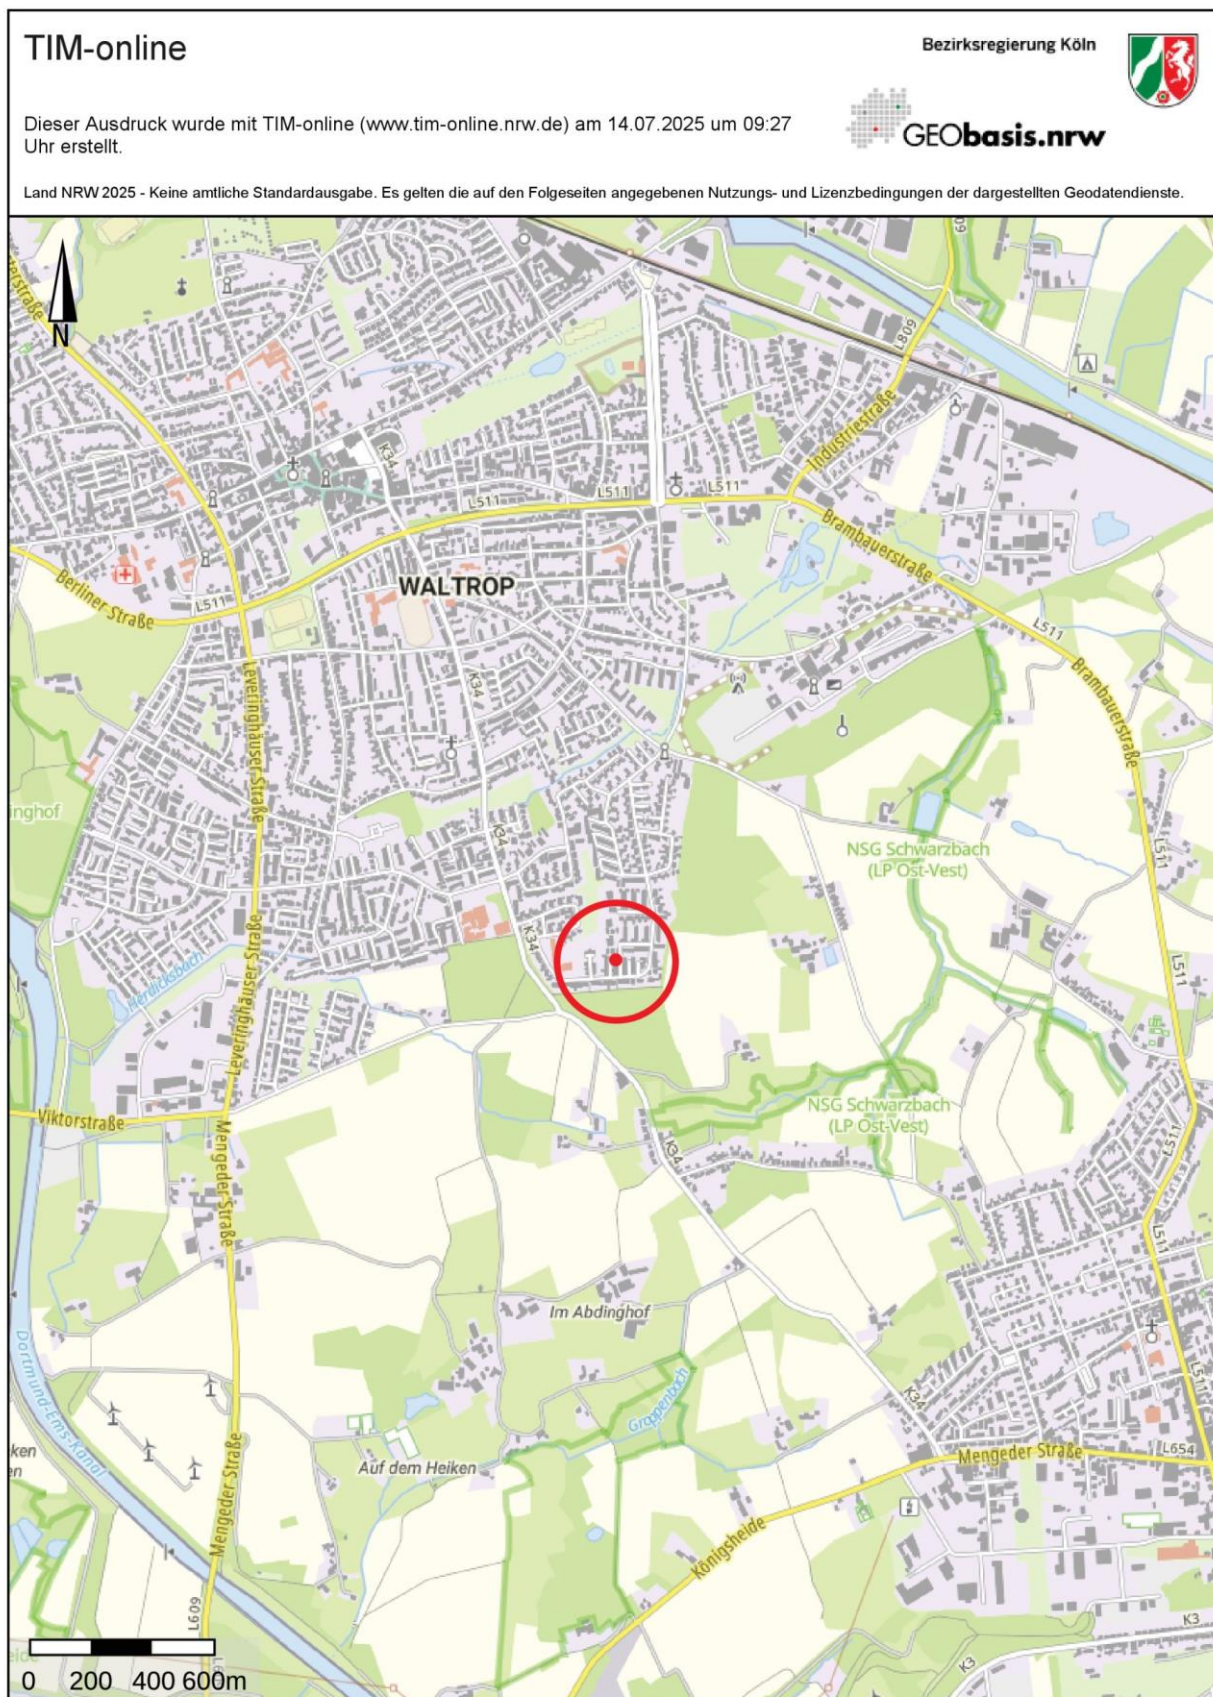 TIM-online
Bezirksregierung Köln
Dieser Ausdruck wurde mit TIM-online (www.tim-online.nrw.de) am 14.07.2025 um 09:27
Uhr erstellt.
GEObasis.nrw
Land NRW 2025 - Keine amtliche Standardausgabe. Es gelten die auf den Folgeseiten angegebenen Nutzungs- und Lizenzbedingungen der dargestellten Geodatendienste.
N
L809
Industriestraße
K34
L511
L511
L511
Brambauerstraße
WALTROP
Berliner Straße
L511
L511
Brambauerstraße
K34
Leveringhäuser Straße
inghof
K34
NSG Schwarzbach
(LP Ost-Vest)
L511
K34
Herdicksbach
Leveringhäuser Straße
L511
Viktorstraße
NSG Schwarzbach
(LP Ost-Vest)
K34
L511
Mengeder Straße
L511
Im Abdinghof
Dortmund-Ems-Kanal
Groppenbach
K34
L511
Mengeder Straße
L654
Auf dem Heiken
Mengeder Straße
Königsheide
L609
K3
K3
0 200 400 600m